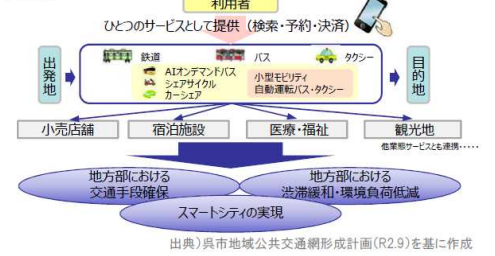 利用者
ひとつのサービスとして提供（検索・予約・決済）
出発地
鉄道
バス
タクシー
AIオンデマンドバス
シェアサイクル
カーシェア
小型モビリティ
自動運転バス・タクシー
目的地
小売店舗
宿泊施設
医療・福祉
観光地
他業態サービスとも連携・・・・・
地方部における
交通手段確保
地方部における
渋滞緩和・環境負荷低減
スマートシティの実現
出典）呉市地域公共交通網形成計画(R2.9)を基に作成